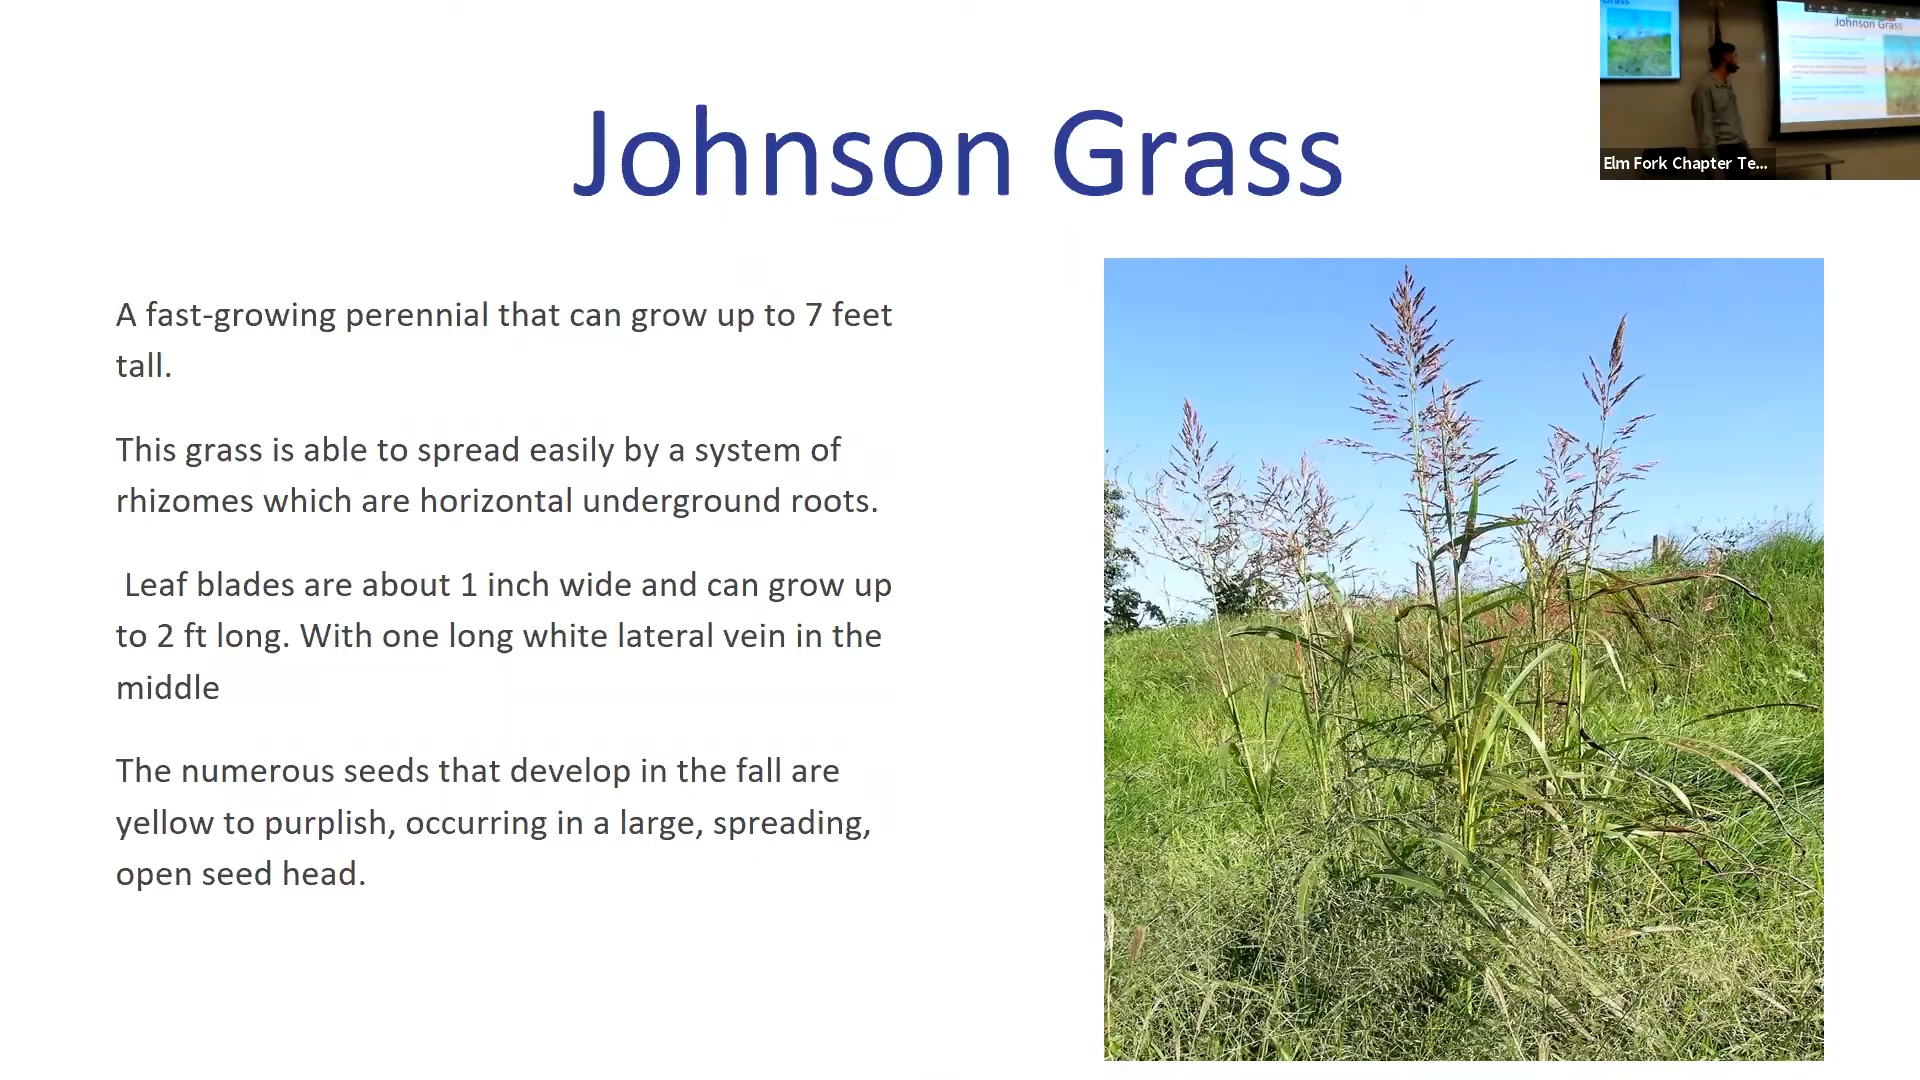 Johnson Grass
Elm Fork Chapter Te...
Johnson Grass
A fast-growing perennial that can grow up to 7 feet
tall.
This grass is able to spread easily by a system of
rhizomes which are horizontal underground roots.
Leaf blades are about 1 inch wide and can grow up
to 2 ft long. With one long white lateral vein in the
middle
The numerous seeds that develop in the fall are
yellow to purplish, occurring in a large, spreading,
open seed head.